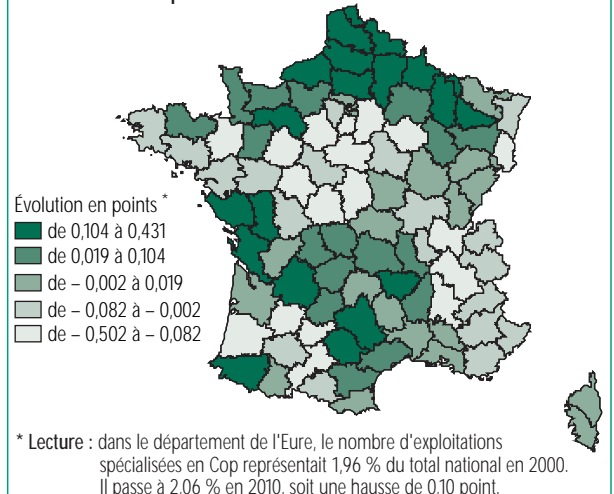 Évolution en points *
de 0,104 à 0,431
de 0,019 à 0,104
de – 0,002 à 0,019
de – 0,082 à – 0,002
de – 0,502 à – 0,082
* Lecture : dans le département de l'Eure, le nombre d'exploitations
spécialisées en Cop représentait 1,96 % du total national en 2000.
Il passe à 2,06 % en 2010, soit une hausse de 0,10 point.